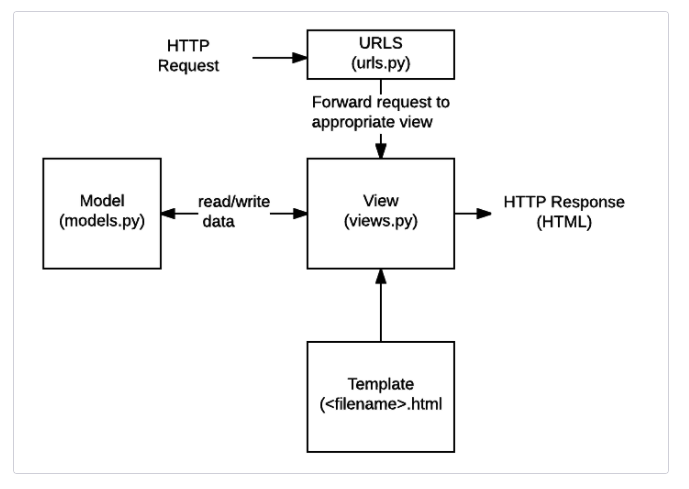 HTTP
Request
URLS
(urls.py)
Forward request to
appropriate view
Model
(models.py)
read/write
data
View
(views.py)
HTTP Response
(HTML)
Template
(<filename>.html